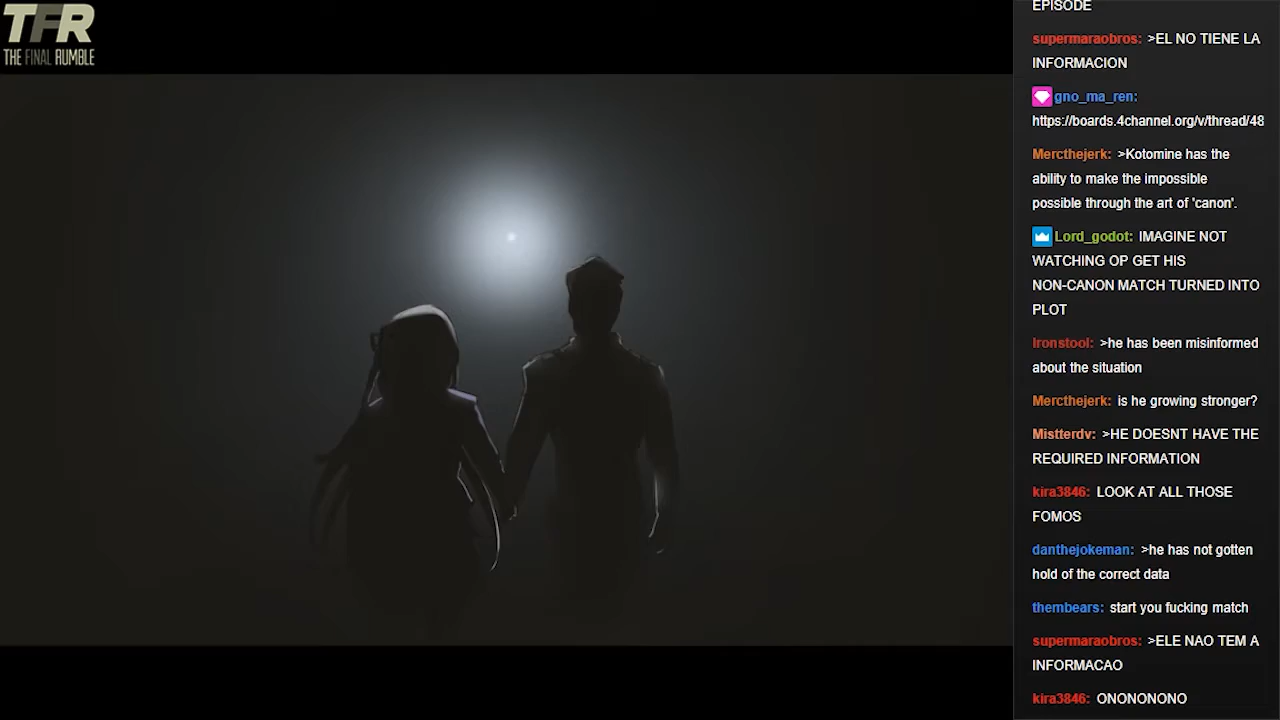 TFR
THE FINAL RUMBLE
EPISODE
supermaraobros: >EL NO TIENE LA
INFORMACION
gno_ma_ren:
https://boards.4channel.org/v/thread/48
Mercthejerk: >Kotomine has the
ability to make the impossible
possible through the art of 'canon'.
Lord_godot: IMAGINE NOT
WATCHING OP GET HIS
NON-CANON MATCH TURNED INTO
PLOT
Ironstool: >he has been misinformed
about the situation
Mercthejerk: is he growing stronger?
Mistterdv: >HE DOESNT HAVE THE
REQUIRED INFORMATION
kira3846: LOOK AT ALL THOSE
FOMOS
danthejokeman: >he has not gotten
hold of the correct data
thembears: start you fucking match
supermaraobros: >ELE NAO TEM A
INFORMACAO
kira3846: ONONONONO